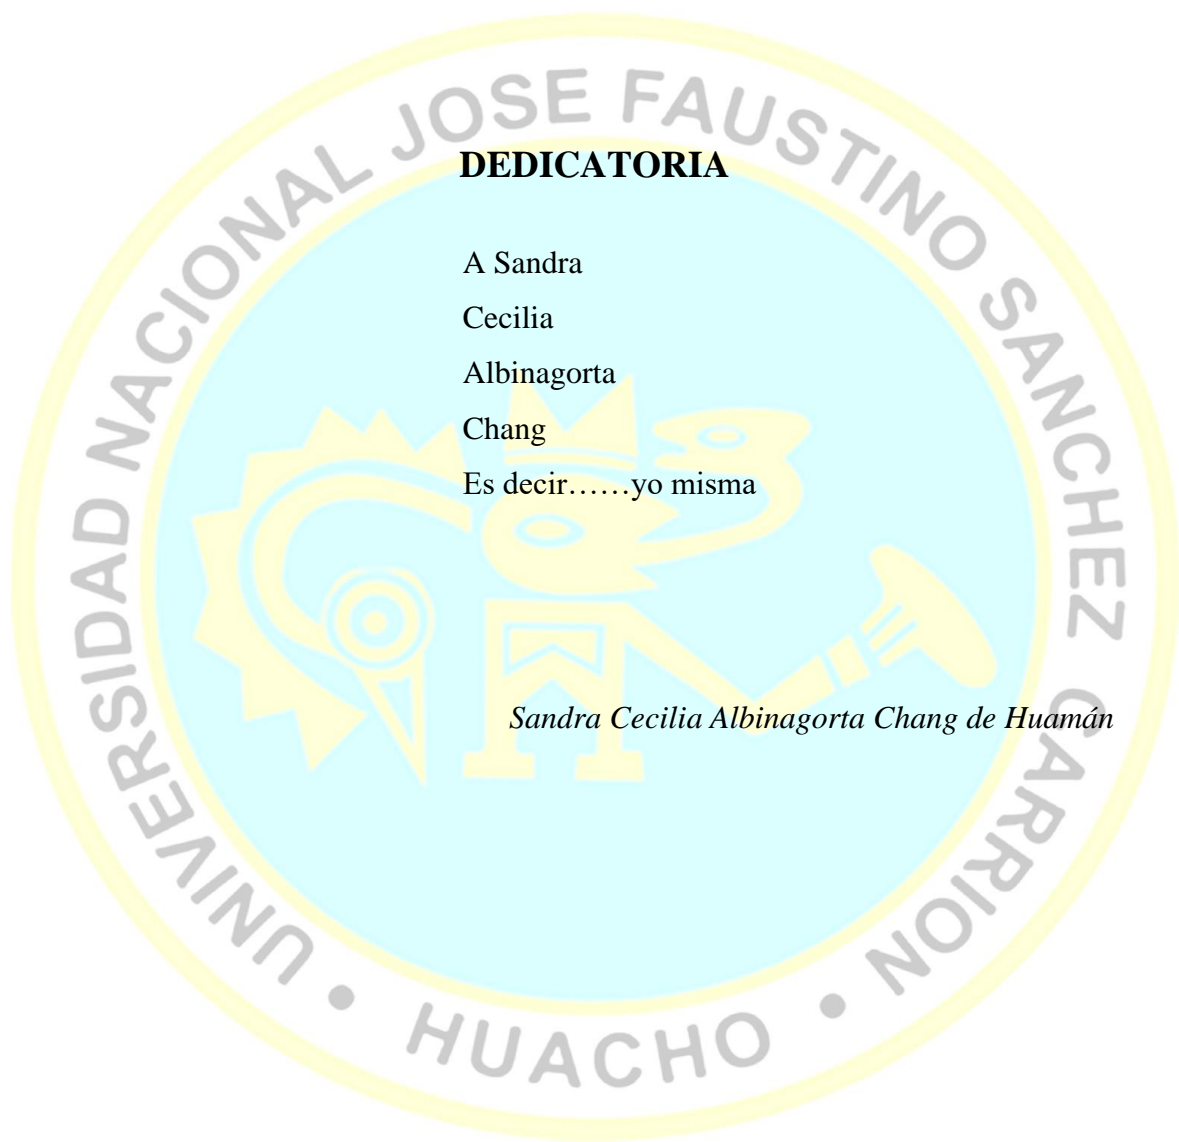 DEDICATORIA
A Sandra
Cecilia
Albinagorta
Chang
Es decir……yo misma
Sandra Cecilia Albinagorta Chang de Huamán
UNIVERSIDAD NACIONAL JOSE FAUSTINO SANCHEZ CARRION • HUACHO •